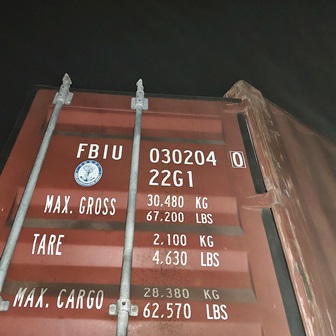 FBIU 030204 0
22G1
MAX. GROSS 30.480 KG
67.200 LBS
TARE 2.100 KG
4.630 LBS
MAX. CARGO 28.380 KG
62.570 LBS